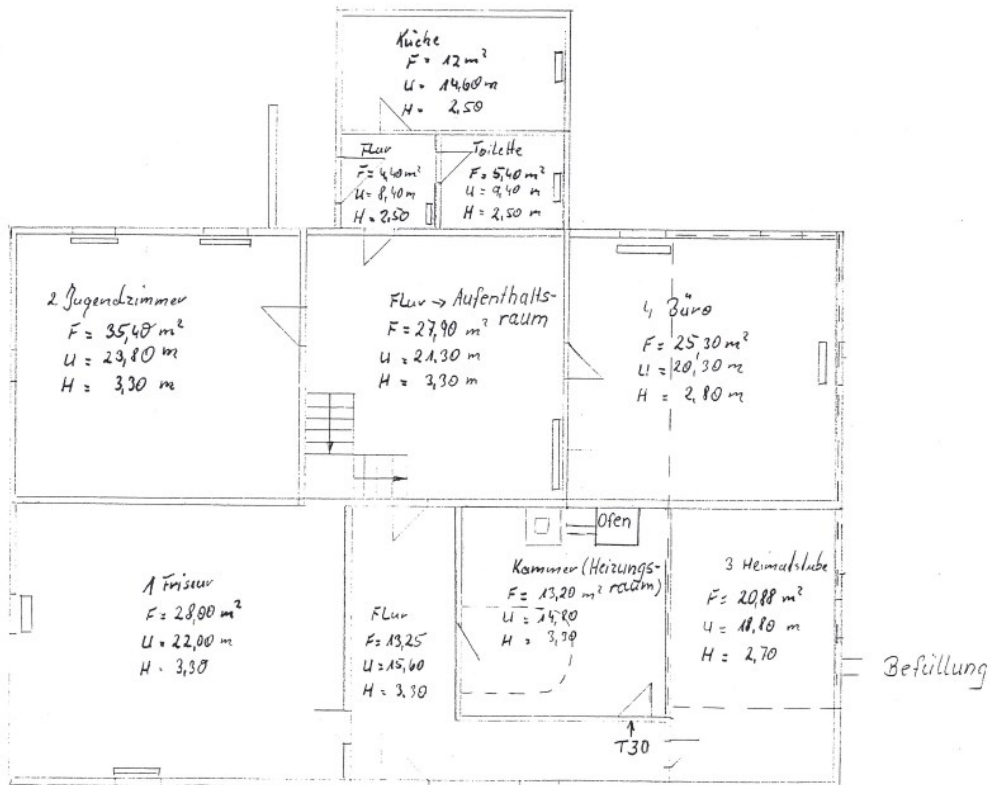 Küche
F = 12 m²
U = 14,60 m
H = 2,50
Flur
F = 4,40 m²
U = 8,40 m
H = 2,50
Toilette
F = 5,40 m²
U = 9,40 m
H = 2,50 m
2 Jugendzimmer
F = 35,40 m²
U = 23,80 m
H = 3,30 m
Flur → Aufenthalts-
raum
F = 27,90 m²
U = 21,30 m
H = 3,30 m
4, Büro
F = 25,30 m²
U = 20,30 m
H = 2,80 m
1 Friseur
F = 28,00 m²
U = 22,00 m
H = 3,30
Flur
F = 13,25
U = 15,60
H = 3,30
Ofen
Kammer (Heizungs-
raum)
F = 13,20 m²
U = 14,80
H = 3,30
T30
3 Heimatstube
F = 20,88 m²
U = 18,80 m
H = 2,70
Befüllung